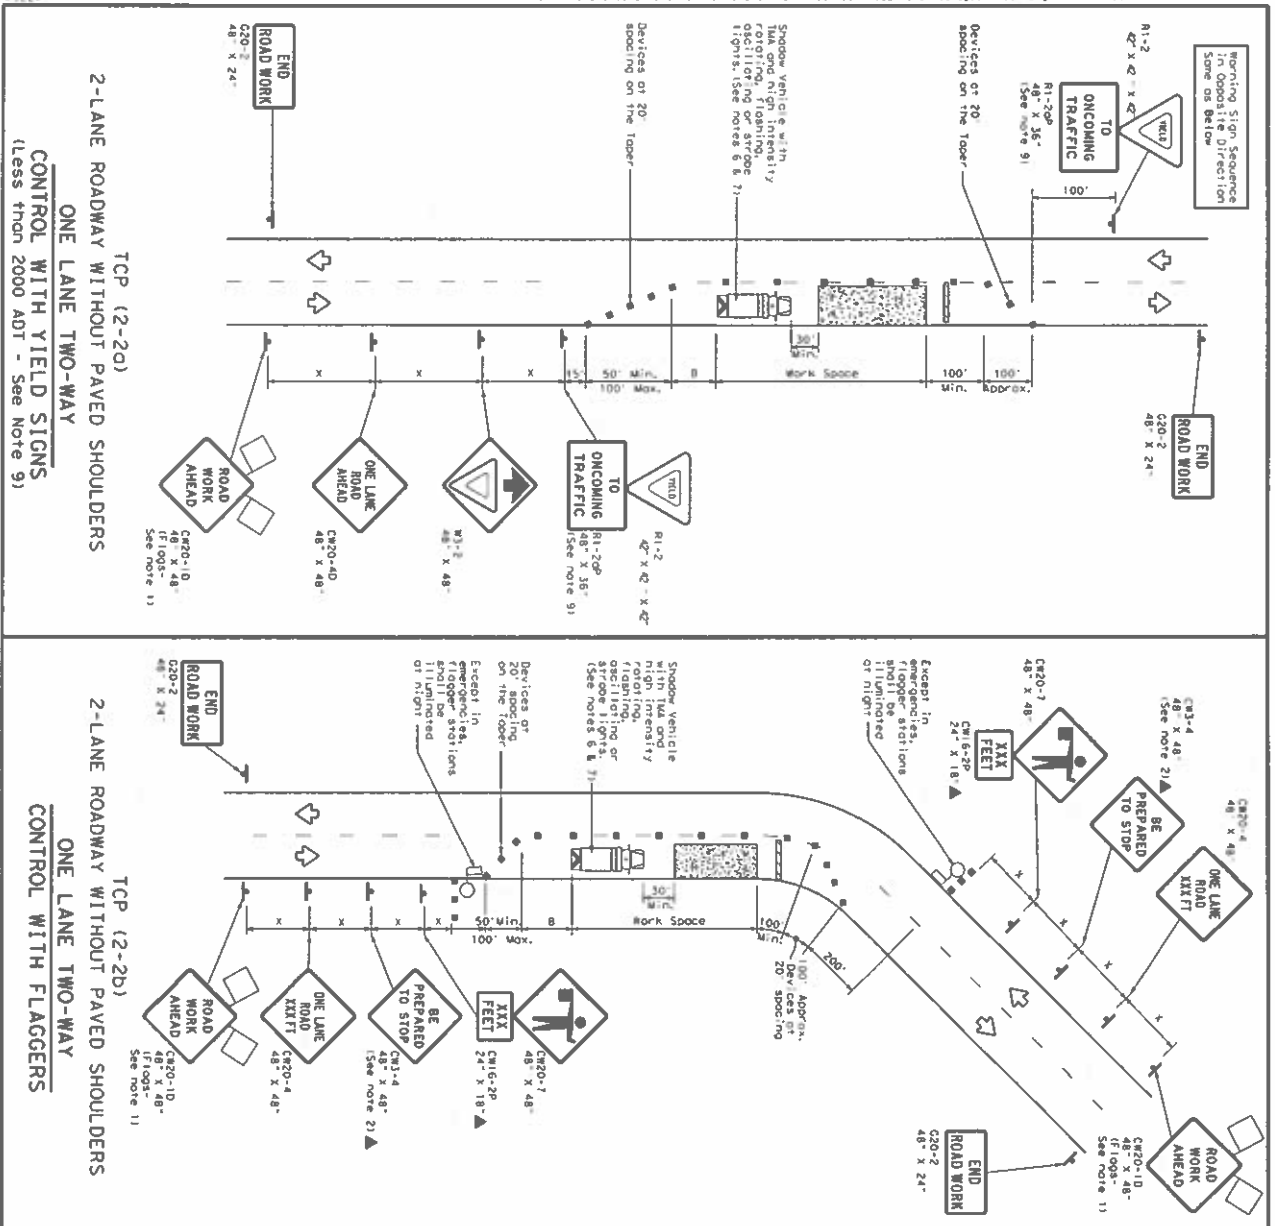 Warning Sign Sequence
in Opposite Direction
Same as Below
R1-2
42" X 42" X 42"
YIELD
TO
ONCOMING
TRAFFIC
R1-2aP
48" X 36"
(See note 9)
100'
Devices at 20'
spacing on the Taper
END
ROAD WORK
G20-2
48" X 24"
Shadow Vehicle with
TMA and high intensity
rotating, flashing,
oscillating or strobe
lights. (See notes 6 & 7)
Devices at 20'
spacing on the Taper
END
ROAD WORK
G20-2
48" X 24"
X
X
X
15'
50' Min.
100' Max.
B
30'
Min.
Work Space
100'
Min.
100'
Approx.
YIELD
R1-2
42" X 42" X 42"
TO
ONCOMING
TRAFFIC
R1-2aP
48" X 36"
(See note 9)
W3-2
48" X 48"
ONE LANE
ROAD
AHEAD
CW20-4D
48" X 48"
ROAD
WORK
AHEAD
CW20-1D
48" X 48"
(Flags-
See note 1)
TCP (2-2a)
2-LANE ROADWAY WITHOUT PAVED SHOULDERS
ONE LANE TWO-WAY
CONTROL WITH YIELD SIGNS
(Less than 2000 ADT - See Note 9)
CW20-4
48" X 48"
ONE LANE
ROAD
XXX FT
CW3-4
48" X 48"
(See note 2)
BE
PREPARED
TO STOP
CW20-7
48" X 48"
XXX
FEET
CW16-2P
24" X 18"
Except in
emergencies,
flagger stations
shall be
illuminated
at night
X
X
X
X
ROAD
WORK
AHEAD
CW20-1D
48" X 48"
(Flags-
See note 1)
END
ROAD WORK
G20-2
48" X 24"
Shadow Vehicle
with TMA and
high intensity
rotating,
flashing,
oscillating or
strobe lights.
(See notes 6 & 7)
Devices at
20' spacing
on the Taper
Except in
emergencies,
flagger stations
shall be
illuminated
at night
END
ROAD WORK
G20-2
48" X 24"
X
X
X
X
50' Min.
100' Max.
B
30'
Min.
Work Space
100'
Min.
100' Approx.
Devices at
20' spacing
200'
CW20-7
48" X 48"
XXX
FEET
CW16-2P
24" X 18"
BE
PREPARED
TO STOP
CW3-4
48" X 48"
(See note 2)
ONE LANE
ROAD
XXX FT
CW20-4
48" X 48"
ROAD
WORK
AHEAD
CW20-1D
48" X 48"
(Flags-
See note 1)
TCP (2-2b)
2-LANE ROADWAY WITHOUT PAVED SHOULDERS
ONE LANE TWO-WAY
CONTROL WITH FLAGGERS